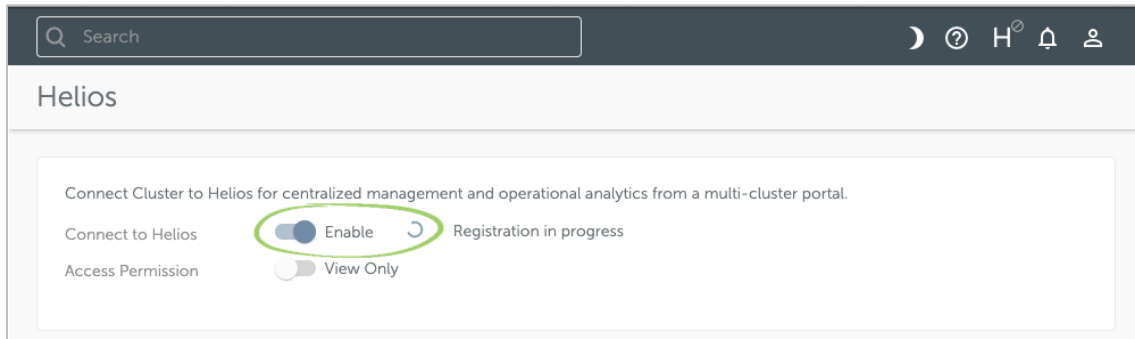 Search
H
Helios
Connect Cluster to Helios for centralized management and operational analytics from a multi-cluster portal.
Connect to Helios Enable Registration in progress
Access Permission View Only